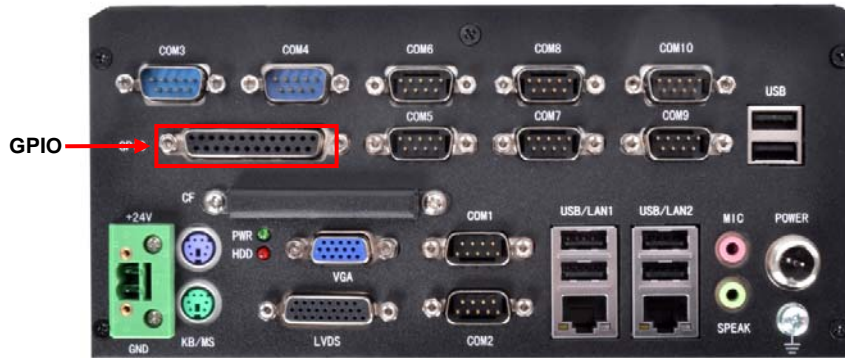 COM3 COM4 COM6 COM8 COM10
USB
COM5 COM7 COM9
GPIO
CF
+24V
PWR
HDD
COM1 USB/LAN1 USB/LAN2 MIC POWER
VGA
KB/MS
GND
LVDS COM2 SPEAK